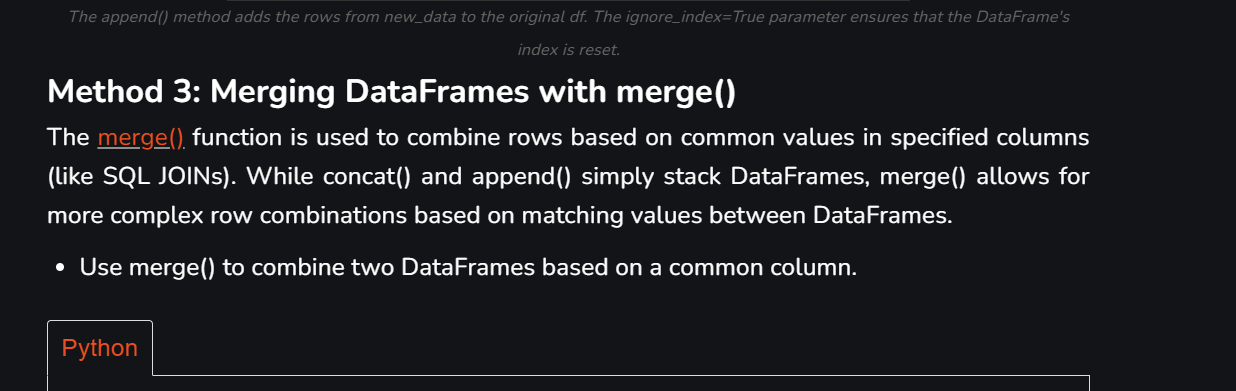 The append() method adds the rows from new_data to the original df. The ignore_index=True parameter ensures that the DataFrame's
index is reset.
Method 3: Merging DataFrames with merge()
The merge() function is used to combine rows based on common values in specified columns
(like SQL JOINs). While concat() and append() simply stack DataFrames, merge() allows for
more complex row combinations based on matching values between DataFrames.
• Use merge() to combine two DataFrames based on a common column.
Python